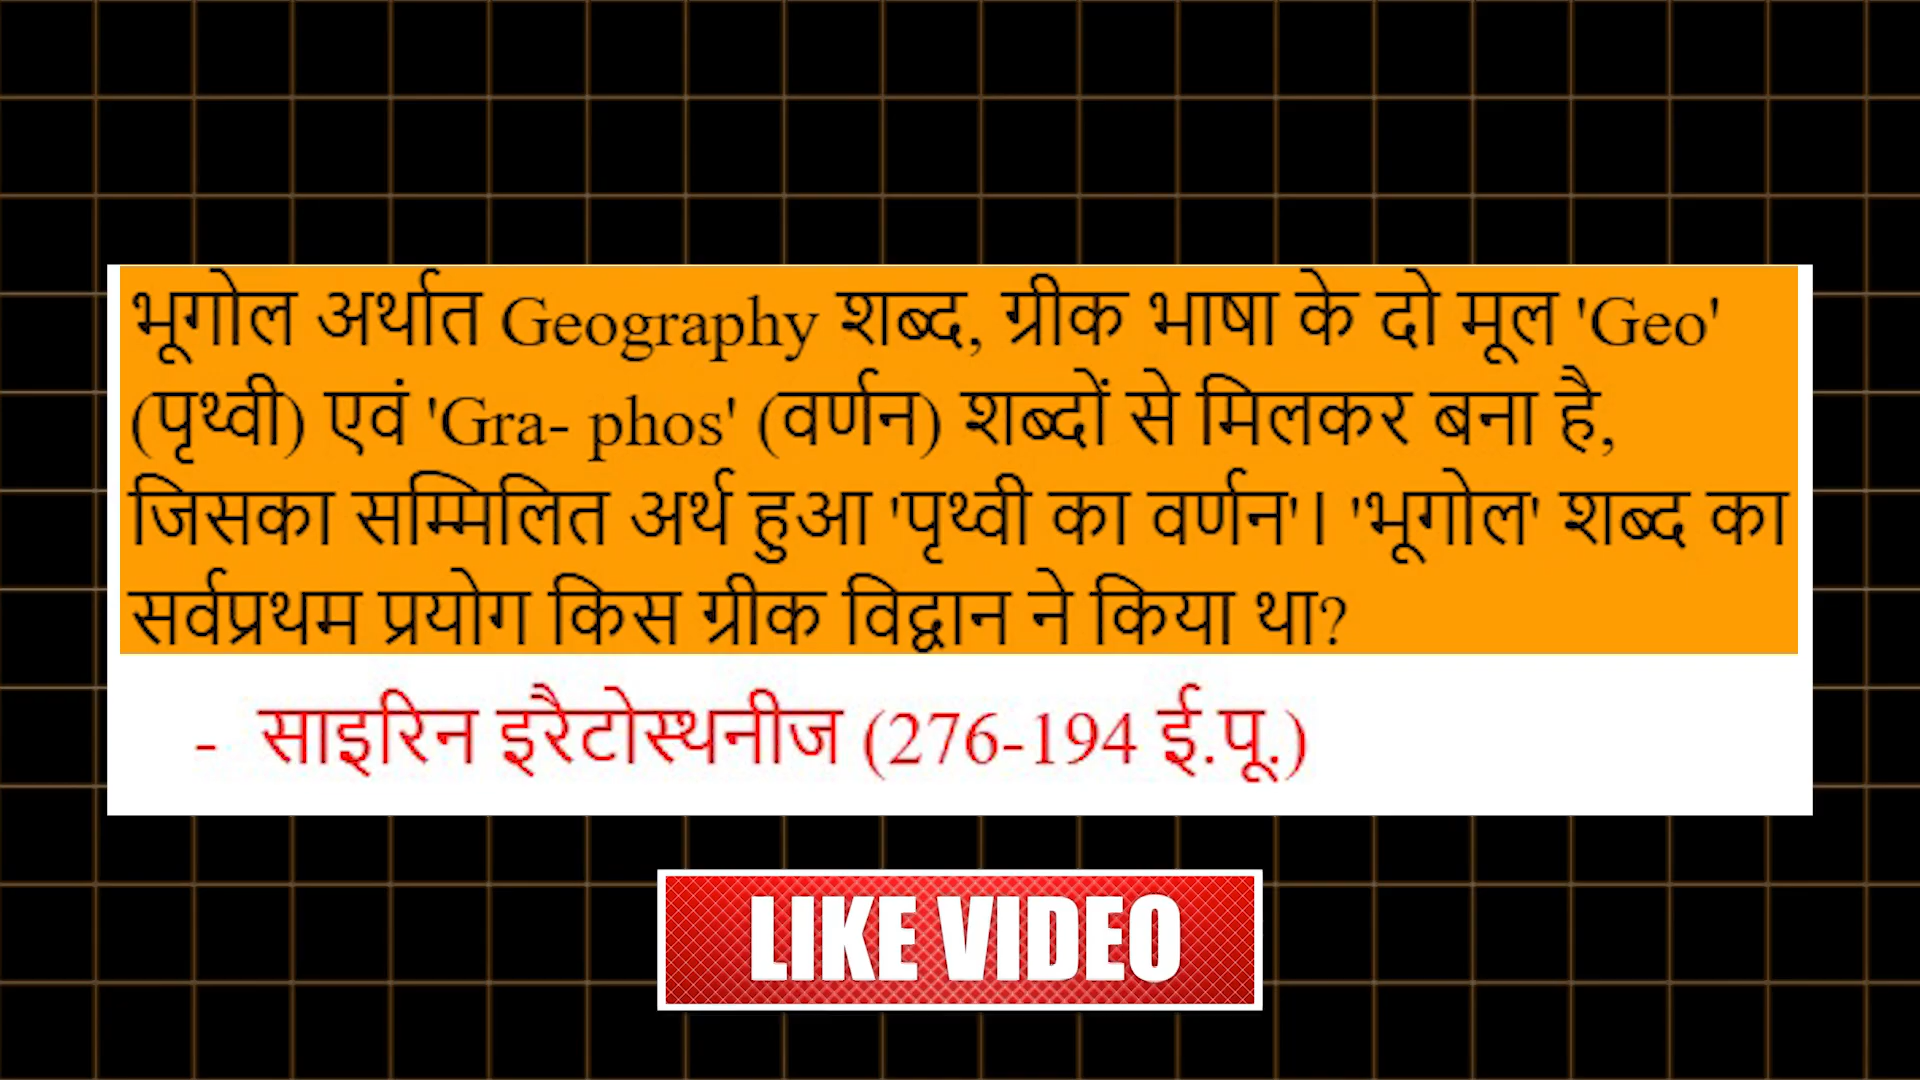 भूगोल अर्थात Geography शब्द, ग्रीक भाषा के दो मूल 'Geo'
(पृथ्वी) एवं 'Gra- phos' (वर्णन) शब्दों से मिलकर बना है,
जिसका सम्मिलित अर्थ हुआ 'पृथ्वी का वर्णन'। 'भूगोल' शब्द का
सर्वप्रथम प्रयोग किस ग्रीक विद्वान ने किया था?
- साइरिन इरैटोस्थनीज (276-194 ई.पू.)
LIKE VIDEO